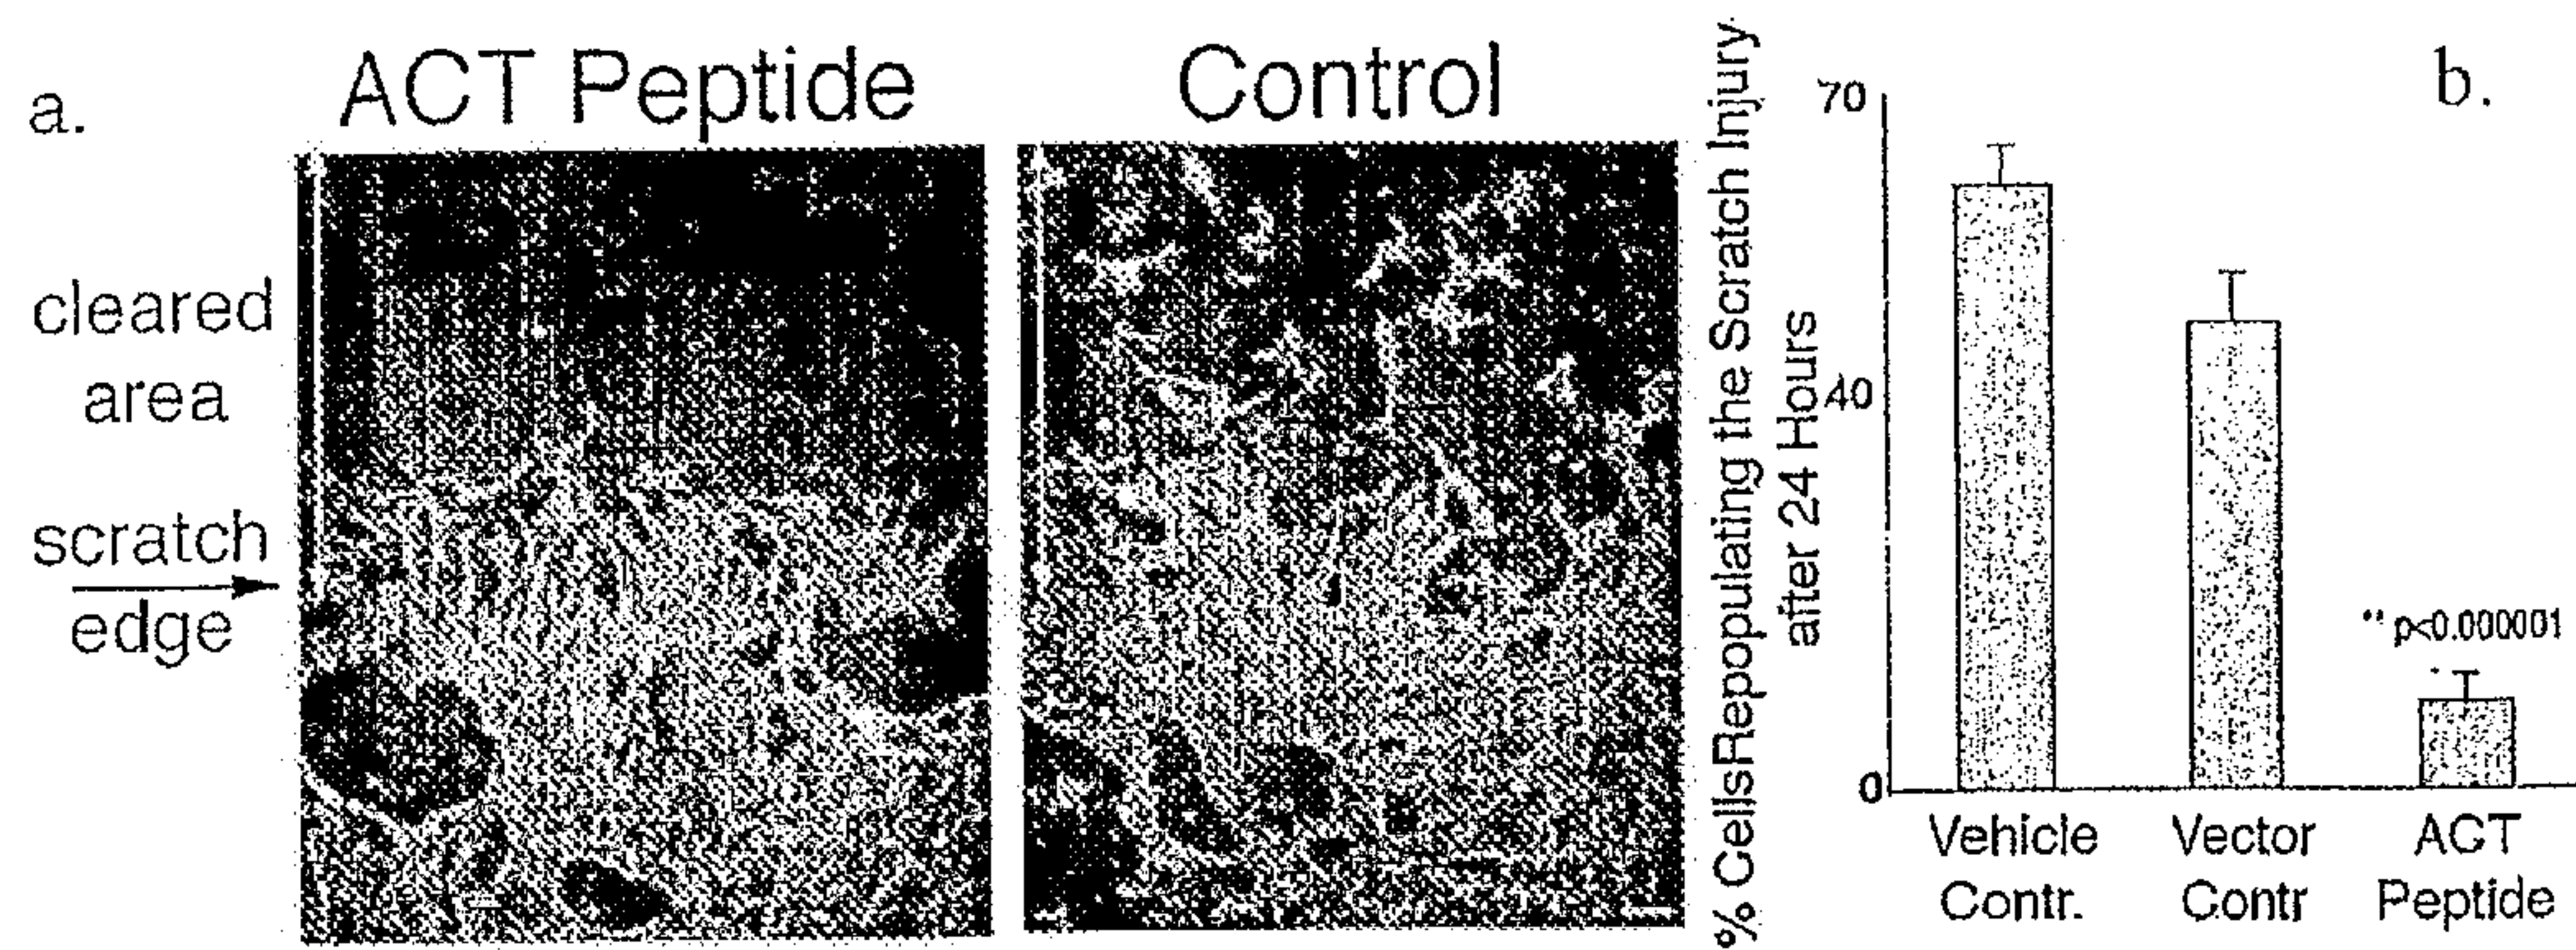 a.
ACT Peptide
Control
b.
cleared
area
scratch
edge
% CellsRepopulating the Scratch Injury
after 24 Hours
70
40
0
** p<0.000001
Vehicle
Contr.
Vector
Contr
ACT
Peptide